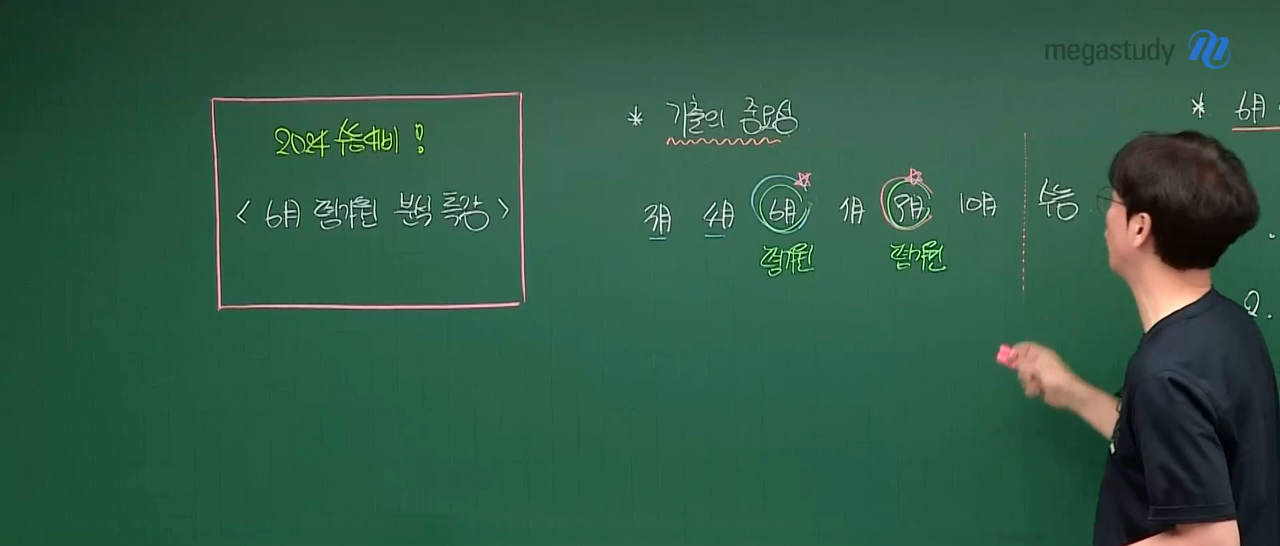 megastudy
2024 수능대비!
< 6月 평가원 분석 특강 >
* 기출의 중요성
3月 4月 6月 7月 9月 10月 수능
평가원 평가원
* 6月
Q.